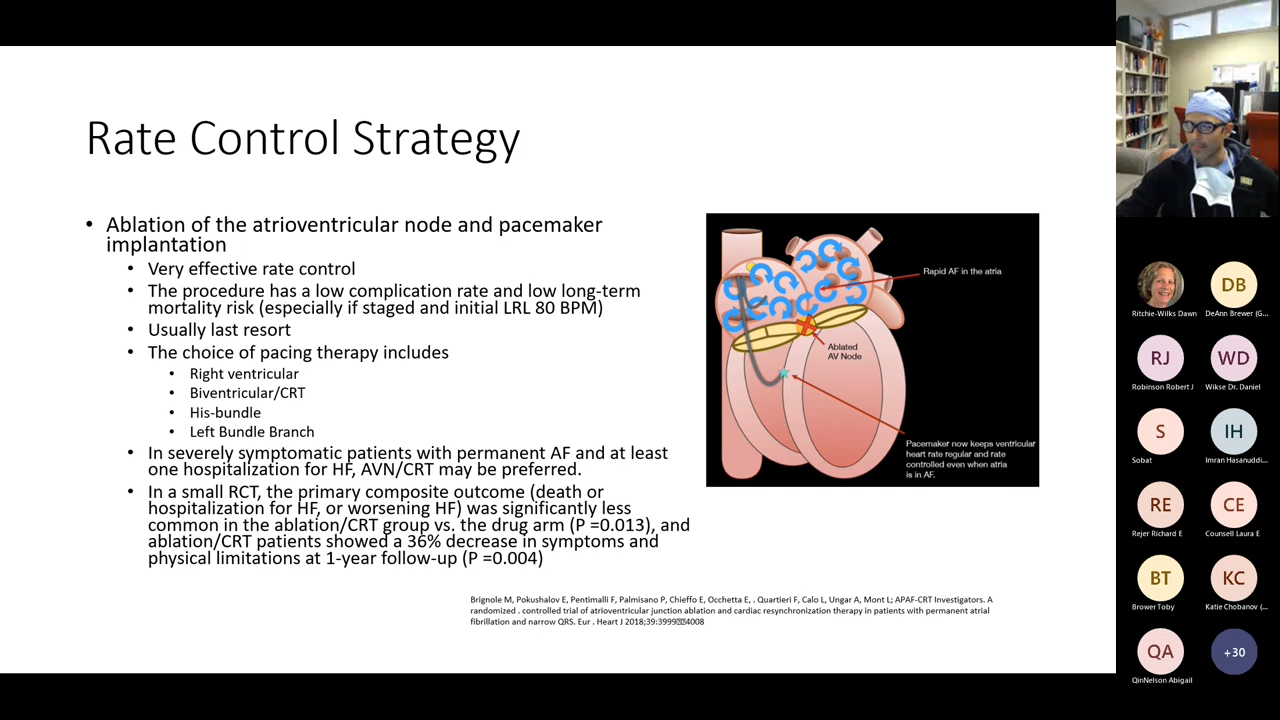 Rate Control Strategy
• Ablation of the atrioventricular node and pacemaker
implantation
• Very effective rate control
• The procedure has a low complication rate and low long-term
mortality risk (especially if staged and initial LRL 80 BPM)
• Usually last resort
• The choice of pacing therapy includes
• Right ventricular
• Biventricular/CRT
• His-bundle
• Left Bundle Branch
• In severely symptomatic patients with permanent AF and at least
one hospitalization for HF, AVN/CRT may be preferred.
• In a small RCT, the primary composite outcome (death or
hospitalization for HF, or worsening HF) was significantly less
common in the ablation/CRT group vs. the drug arm (P =0.013), and
ablation/CRT patients showed a 36% decrease in symptoms and
physical limitations at 1-year follow-up (P =0.004)
Rapid AF in the atria
Ablated
AV Node
Pacemaker now keeps ventricular
heart rate regular and rate
controlled even when atria
is in AF.
Brignole M, Pokushalov E, Pentimalli F, Palmisano P, Chieffo E, Occhetta E, . Quartieri F, Calo L, Ungar A, Mont L; APAF-CRT Investigators. A
randomized . controlled trial of atrioventricular junction ablation and cardiac resynchronization therapy in patients with permanent atrial
fibrillation and narrow QRS. Eur . Heart J 2018;39:3999 4008
Ritchie-Wilks Dawn
DB
DeAnn Brewer (G...
RJ
Robinson Robert J
WD
Wikse Dr. Daniel
S
Sobat
IH
Imran Hasanuddi...
RE
Rejer Richard E
CE
Counsell Laura E
BT
Brower Toby
KC
Katie Chobanov (...
QA
QinNelson Abigail
+30